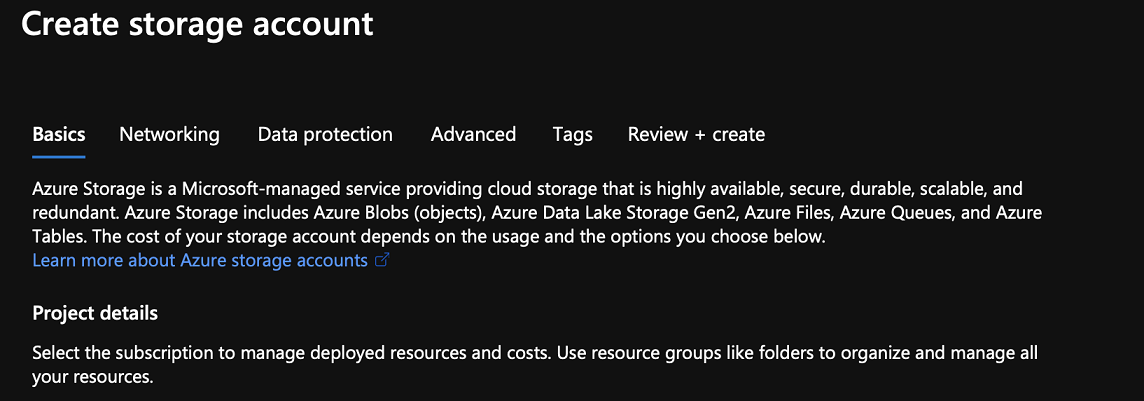 Create storage account
Basics Networking Data protection Advanced Tags Review + create
Azure Storage is a Microsoft-managed service providing cloud storage that is highly available, secure, durable, scalable, and
redundant. Azure Storage includes Azure Blobs (objects), Azure Data Lake Storage Gen2, Azure Files, Azure Queues, and Azure
Tables. The cost of your storage account depends on the usage and the options you choose below.
Learn more about Azure storage accounts
Project details
Select the subscription to manage deployed resources and costs. Use resource groups like folders to organize and manage all
your resources.